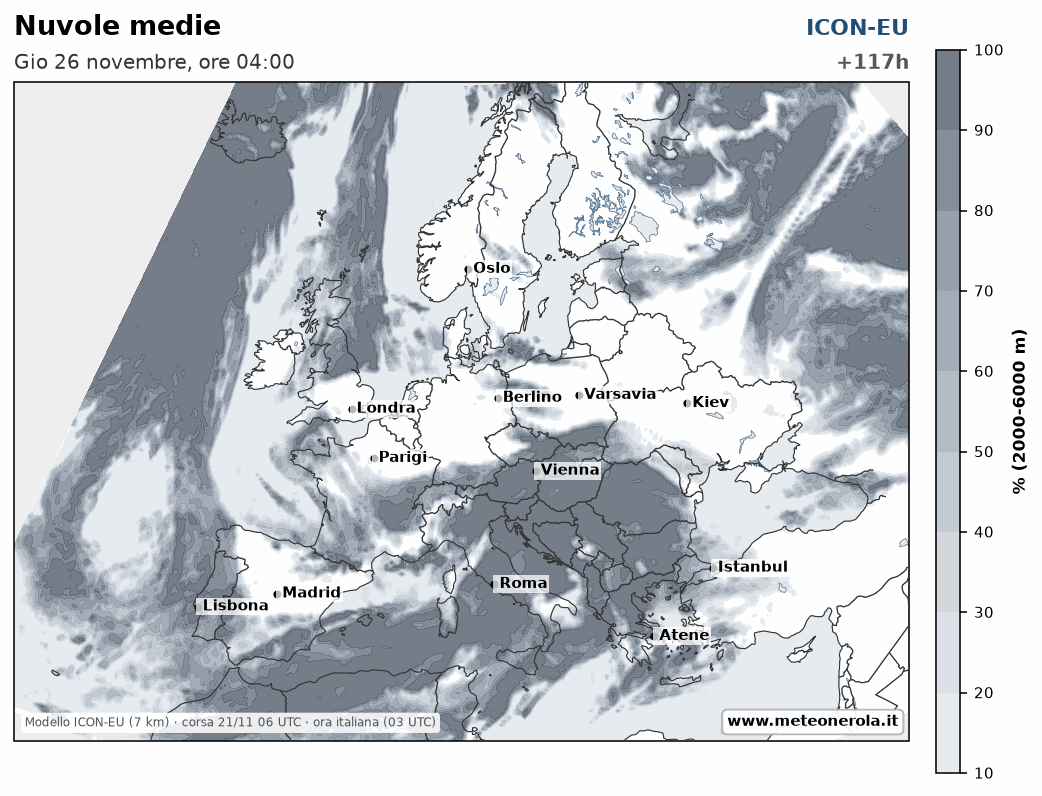 Nuvole medie
ICON-EU
Gio 26 novembre, ore 04:00
+117h
100
90
80
70
60
50
40
30
20
10
% (2000-6000 m)
Oslo
Londra
Berlino
Varsavia
Kiev
Parigi
Vienna
Istanbul
Roma
Madrid
Lisbona
Atene
Modello ICON-EU (7 km) · corsa 21/11 06 UTC · ora italiana (03 UTC)
www.meteonerola.it